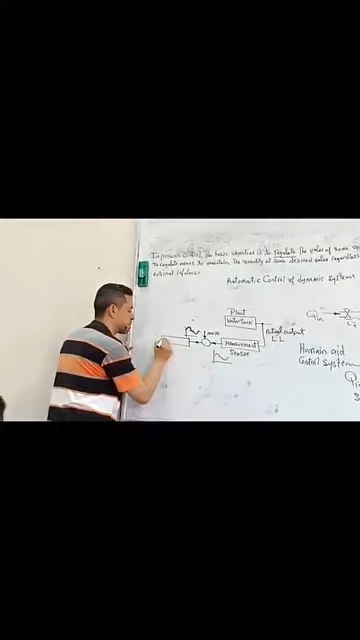 In process control, the basic objective is to regulate the value of some
to regulate means to maintain the quantity at some desired value regardless
external influence
Automatic Control of dynamic systems
Plant
Water tank
noise
Actual output
L.L
Measurement
Sensor
Qin
Human aid
Control System